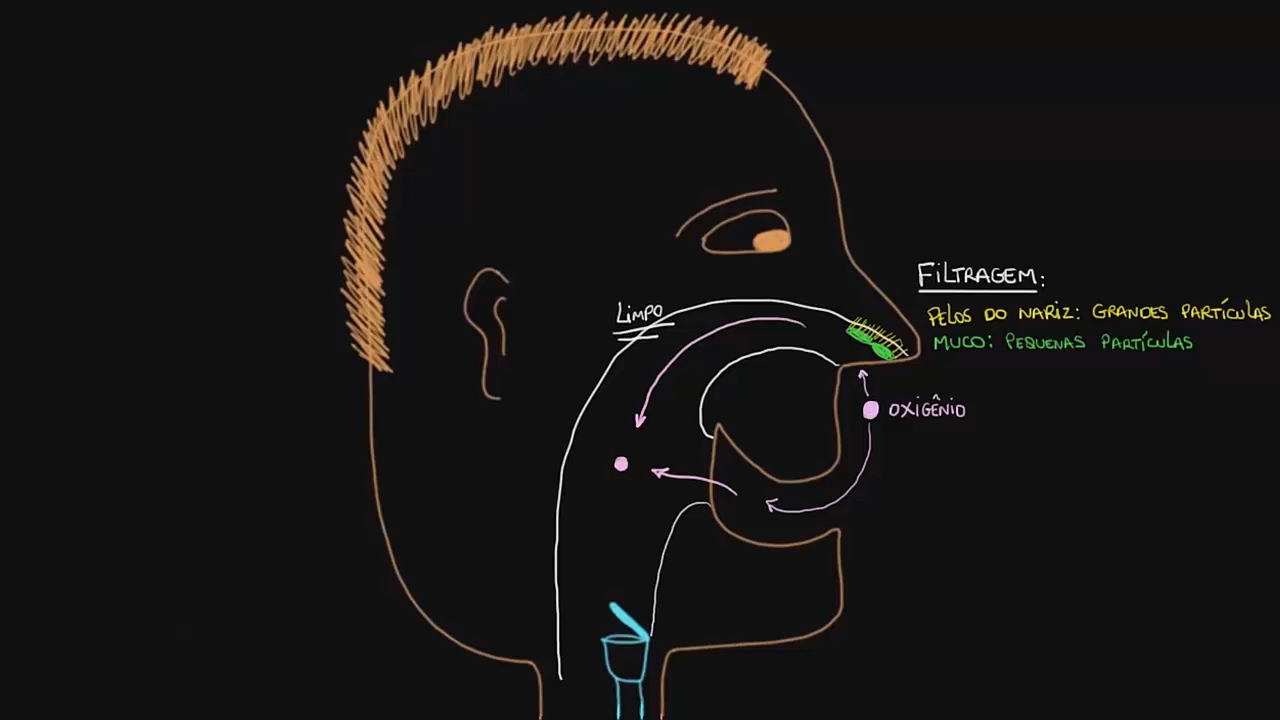 LIMPO
FILTRAGEM:
PELOS DO NARIZ: GRANDES PARTÍCULAS
MUCO: PEQUENAS PARTÍCULAS
OXIGÊNIO